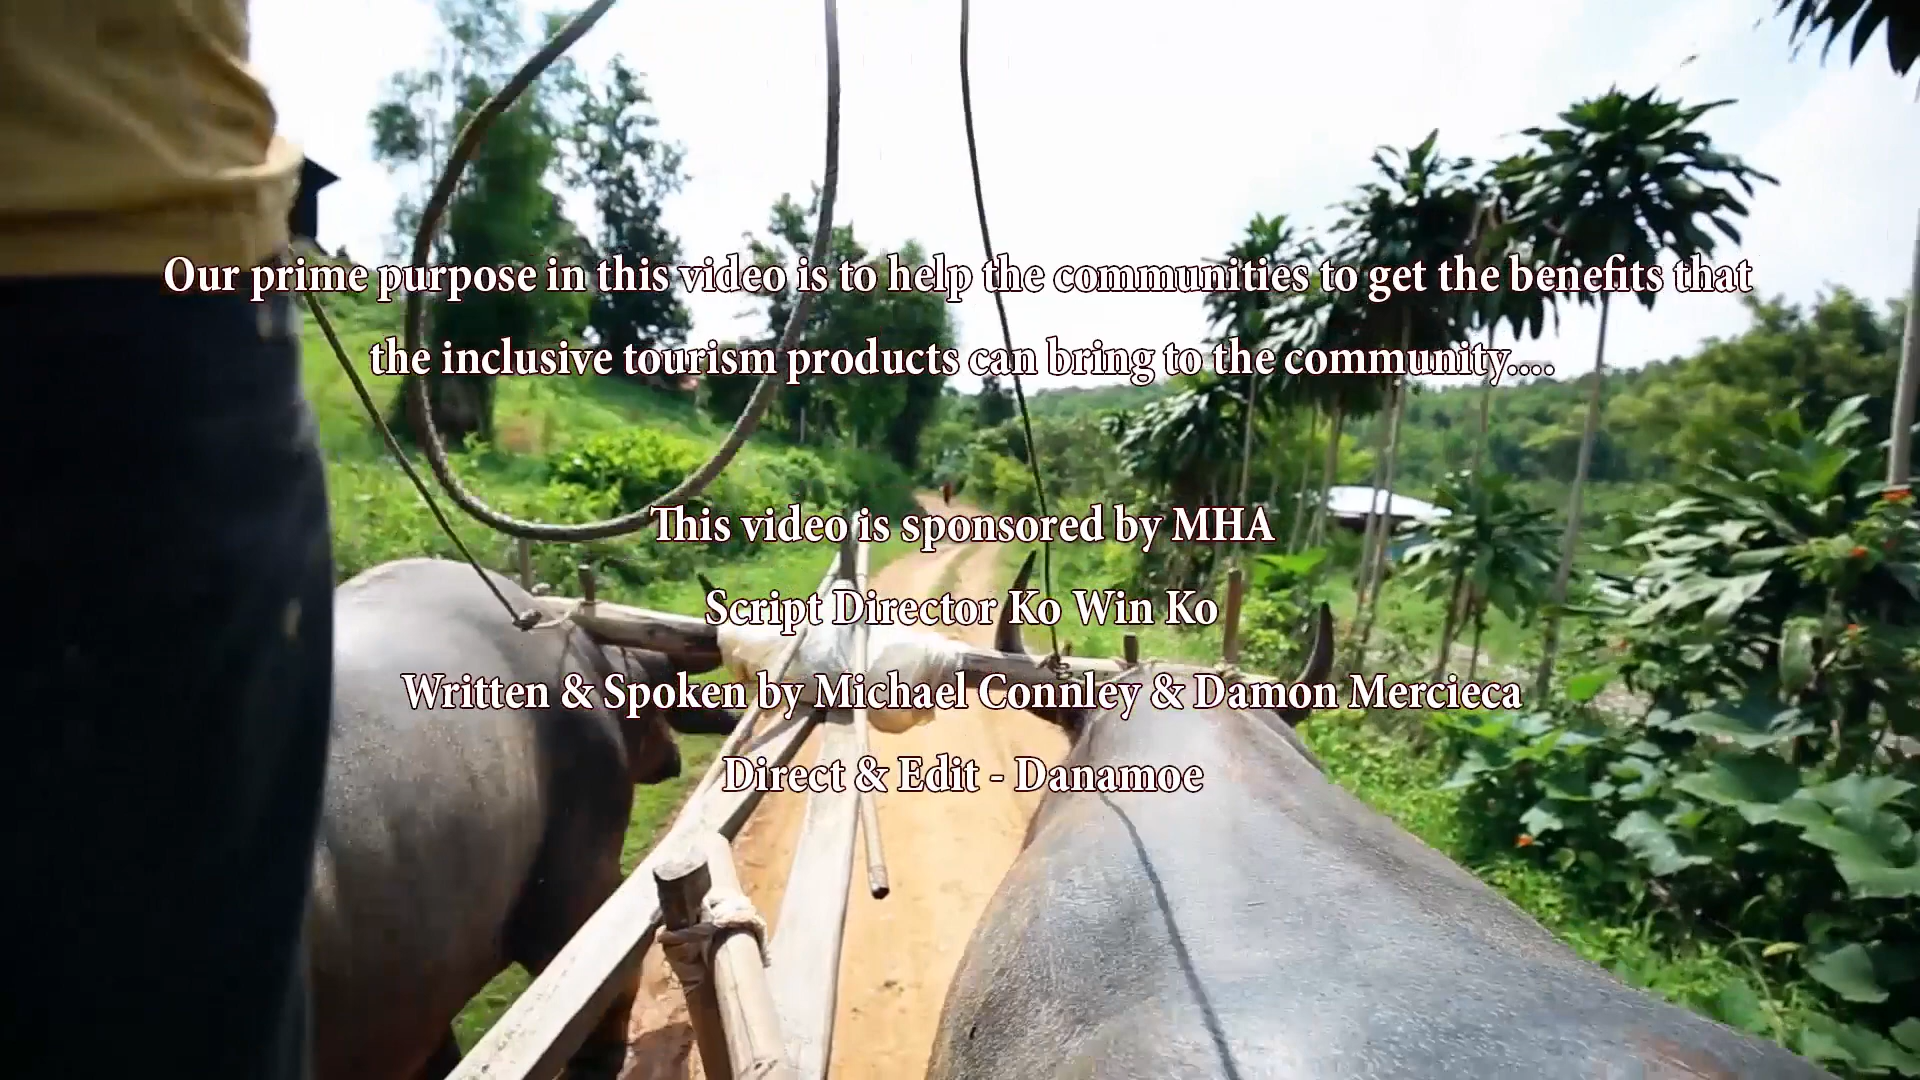 Our prime purpose in this video is to help the communities to get the benefits that
the inclusive tourism products can bring to the community....
This video is sponsored by MHA
Script Director Ko Win Ko
Written & Spoken by Michael Connley & Damon Mercieca
Direct & Edit - Danamoe